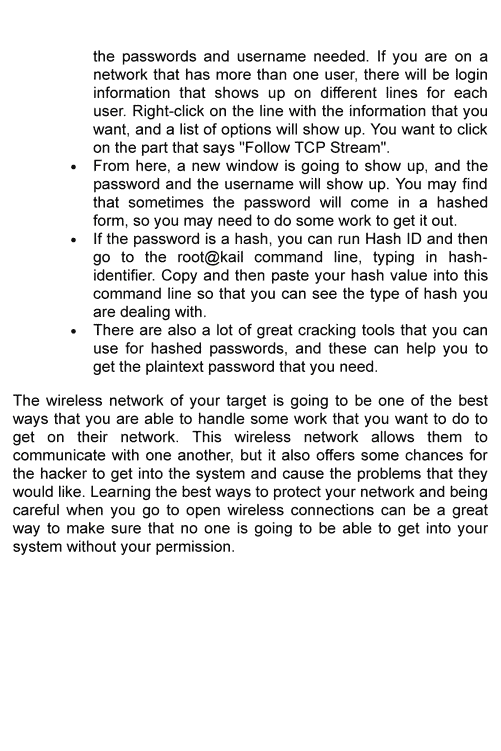 the passwords and username needed. If you are on a
network that has more than one user, there will be login
information that shows up on different lines for each
user. Right-click on the line with the information that you
want, and a list of options will show up. You want to click
on the part that says "Follow TCP Stream".
• From here, a new window is going to show up, and the
password and the username will show up. You may find
that sometimes the password will come in a hashed
form, so you may need to do some work to get it out.
• If the password is a hash, you can run Hash ID and then
go to the root@kail command line, typing in hash-
identifier. Copy and then paste your hash value into this
command line so that you can see the type of hash you
are dealing with.
• There are also a lot of great cracking tools that you can
use for hashed passwords, and these can help you to
get the plaintext password that you need.
The wireless network of your target is going to be one of the best
ways that you are able to handle some work that you want to do to
get on their network. This wireless network allows them to
communicate with one another, but it also offers some chances for
the hacker to get into the system and cause the problems that they
would like. Learning the best ways to protect your network and being
careful when you go to open wireless connections can be a great
way to make sure that no one is going to be able to get into your
system without your permission.